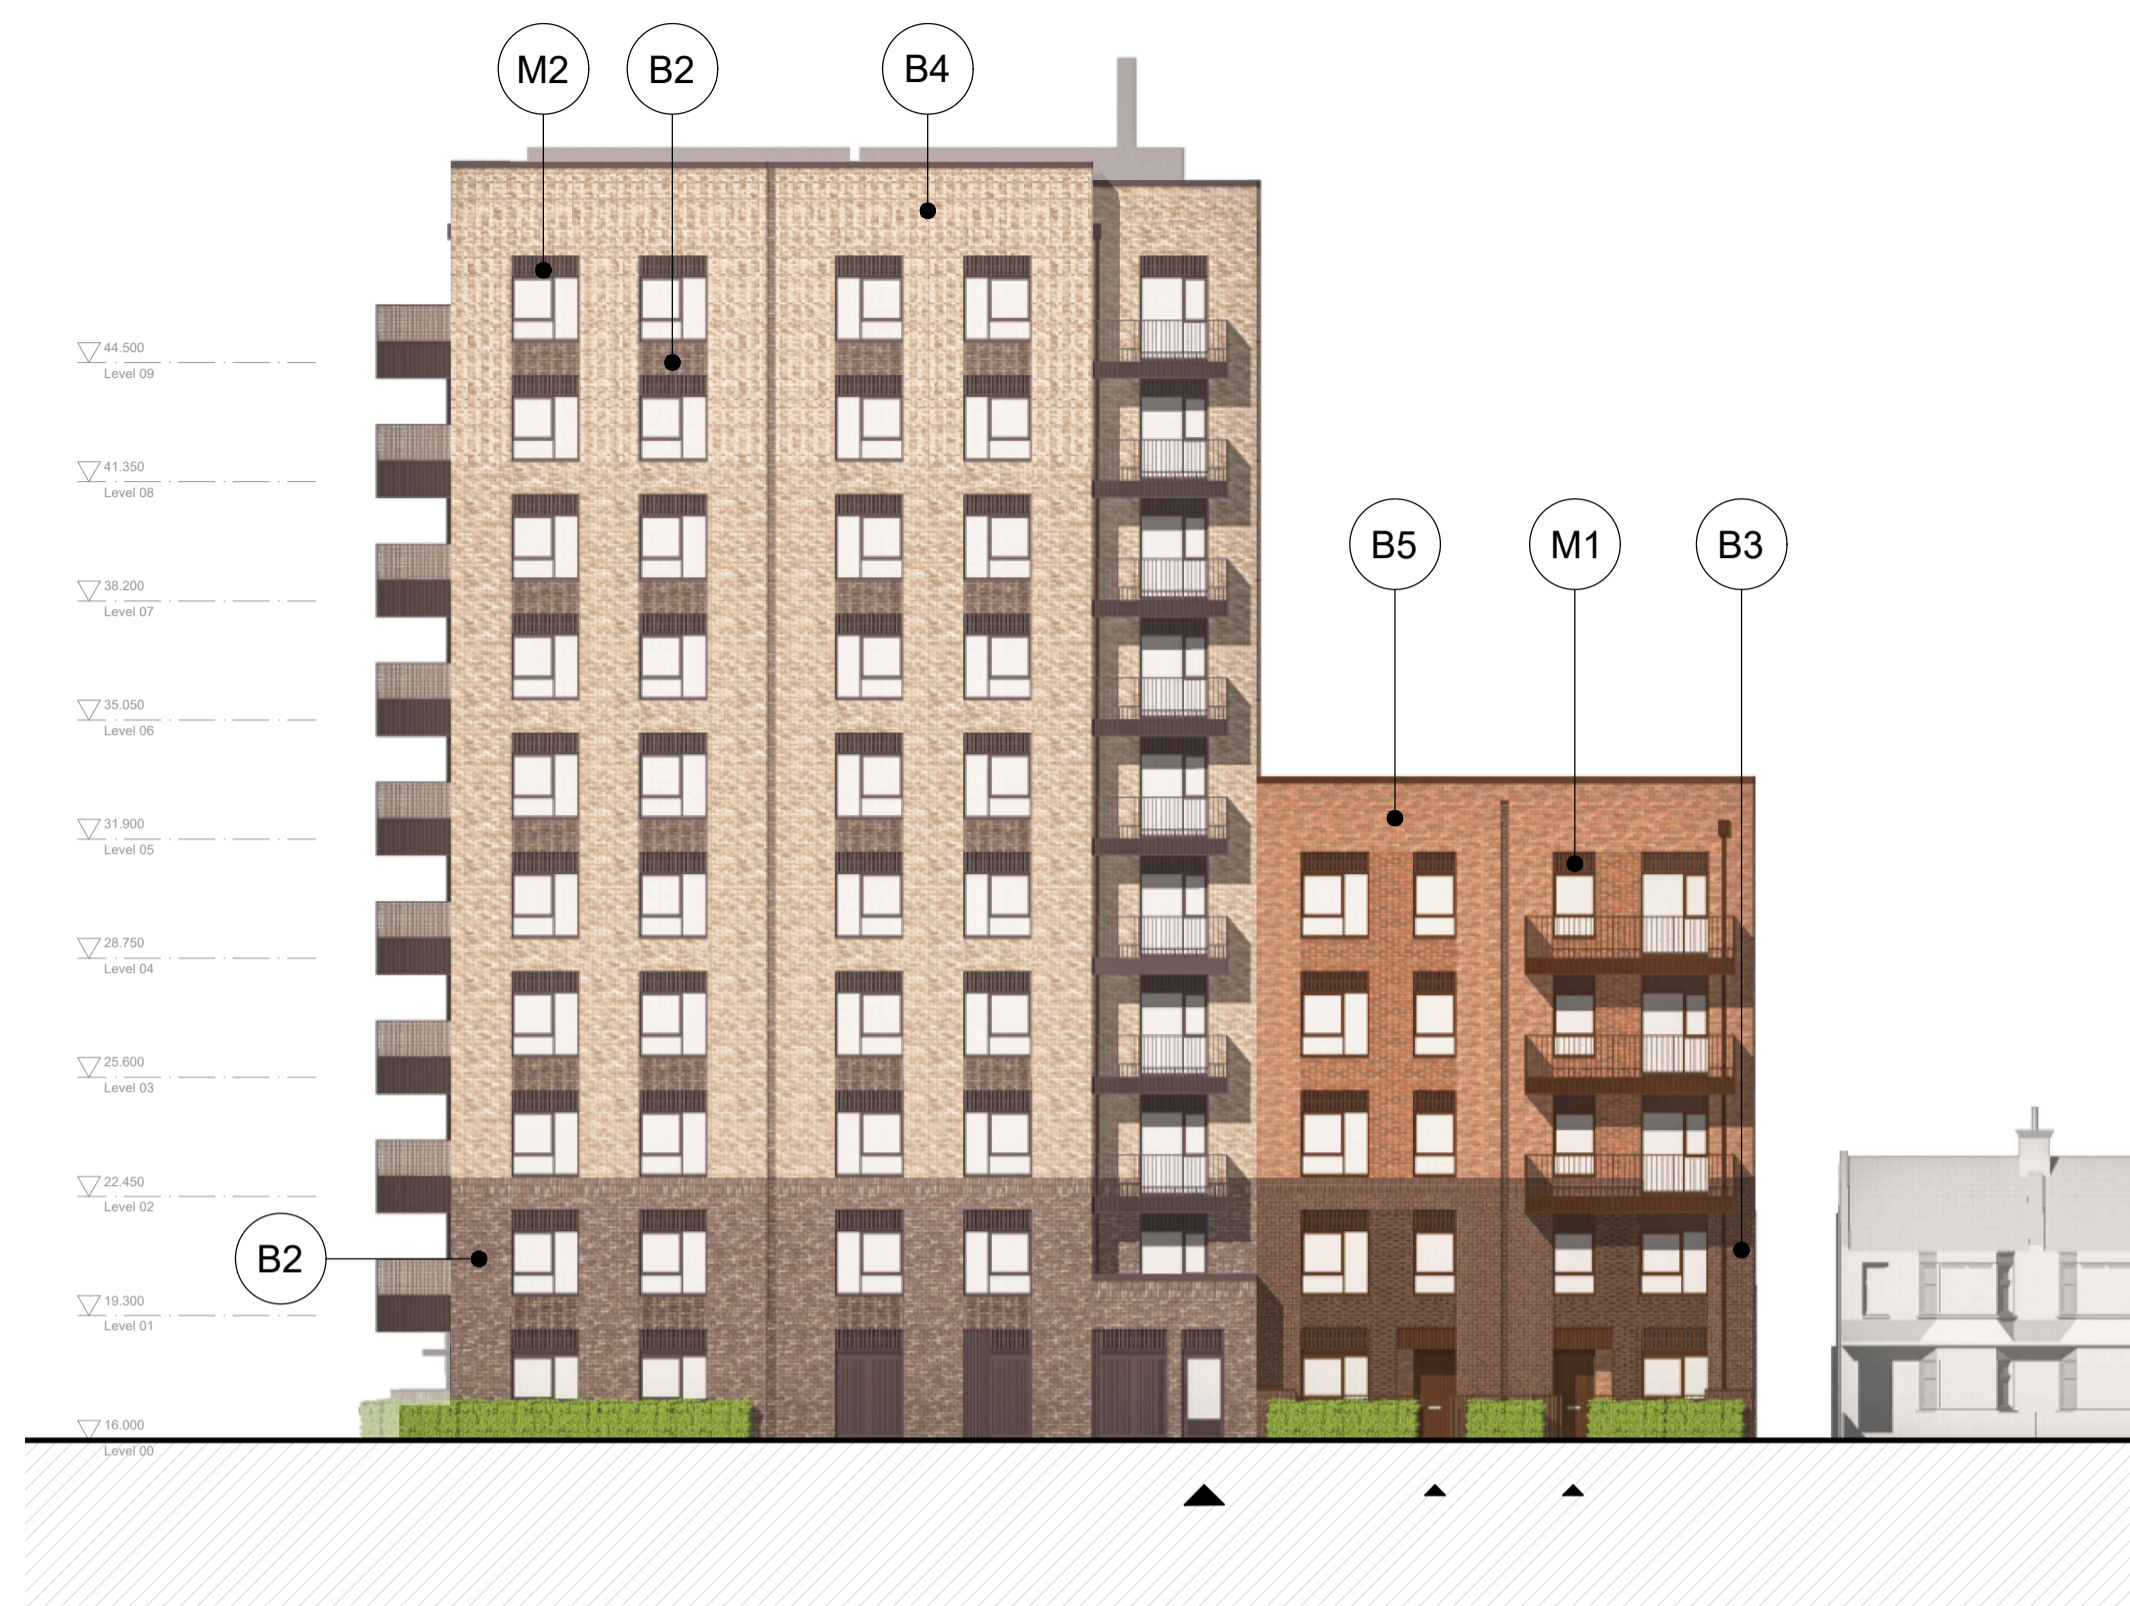 M2
B2
B4
44.500
Level 09
41.350
Level 08
B5
M1
B3
38.200
Level 07
35.050
Level 06
31.900
Level 05
28.750
Level 04
25.600
Level 03
22.450
Level 02
B2
19.300
Level 01
16.000
Level 00